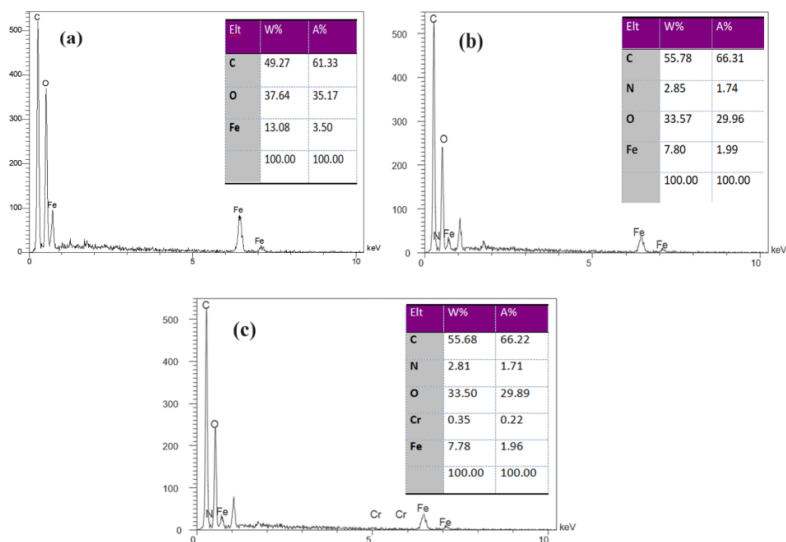 (a)
C
O
Fe
Fe
Fe
500
400
300
200
100
0
0
5
10
keV
Elt W% A%
C 49.27 61.33
O 37.64 35.17
Fe 13.08 3.50
100.00 100.00
(b)
C
O
N
Fe
Fe
Fe
500
400
300
200
100
0
0
5
10
keV
Elt W% A%
C 55.78 66.31
N 2.85 1.74
O 33.57 29.96
Fe 7.80 1.99
100.00 100.00
(c)
C
O
N
Fe
Cr
Cr
Fe
Fe
500
400
300
200
100
0
0
5
10
keV
Elt W% A%
C 55.68 66.22
N 2.81 1.71
O 33.50 29.89
Cr 0.35 0.22
Fe 7.78 1.96
100.00 100.00